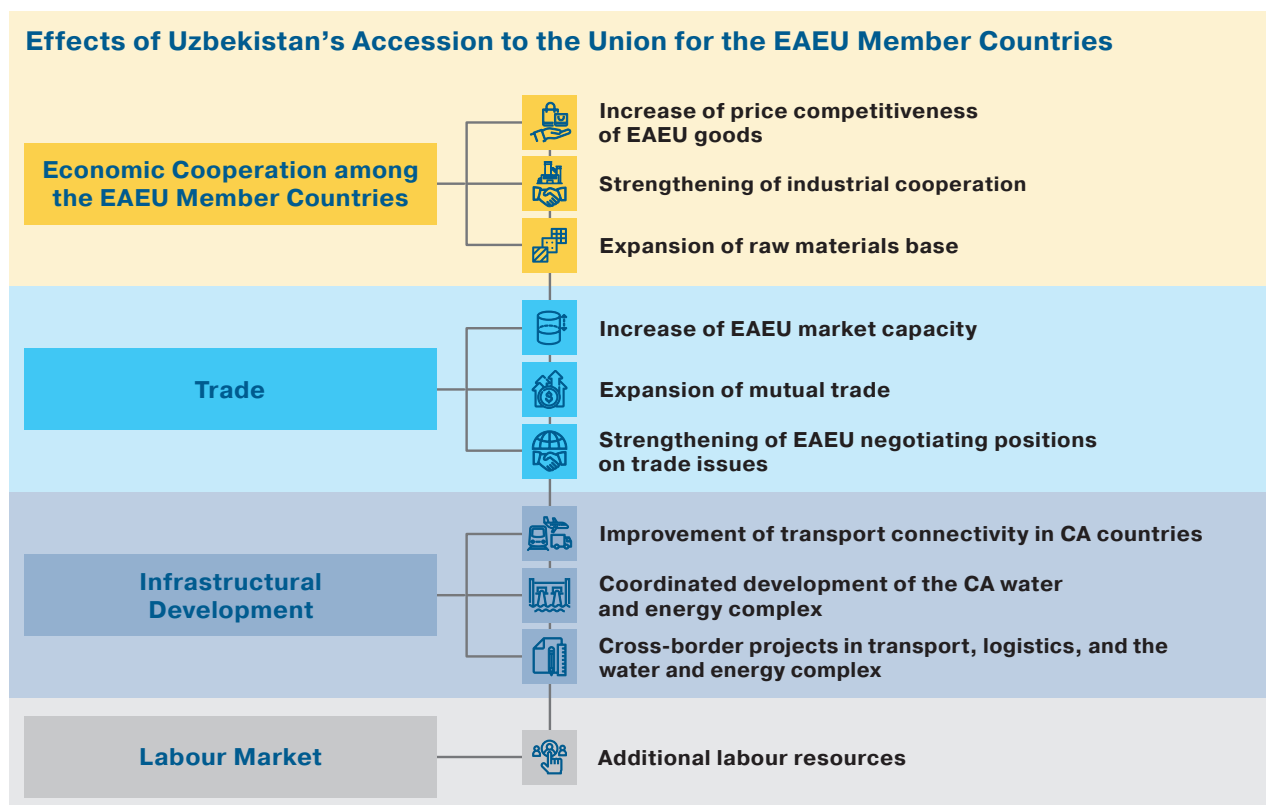 Effects of Uzbekistan’s Accession to the Union for the EAEU Member Countries
Economic Cooperation among
the EAEU Member Countries
Increase of price competitiveness
of EAEU goods
Strengthening of industrial cooperation
Expansion of raw materials base
Trade
Increase of EAEU market capacity
Expansion of mutual trade
Strengthening of EAEU negotiating positions
on trade issues
Infrastructural
Development
Improvement of transport connectivity in CA countries
Coordinated development of the CA water
and energy complex
Cross-border projects in transport, logistics, and the
water and energy complex
Labour Market
Additional labour resources